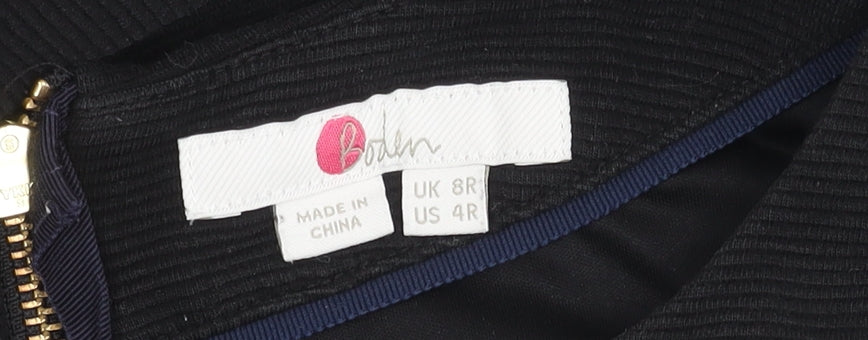 Boden
MADE IN
CHINA
UK 8R
US 4R